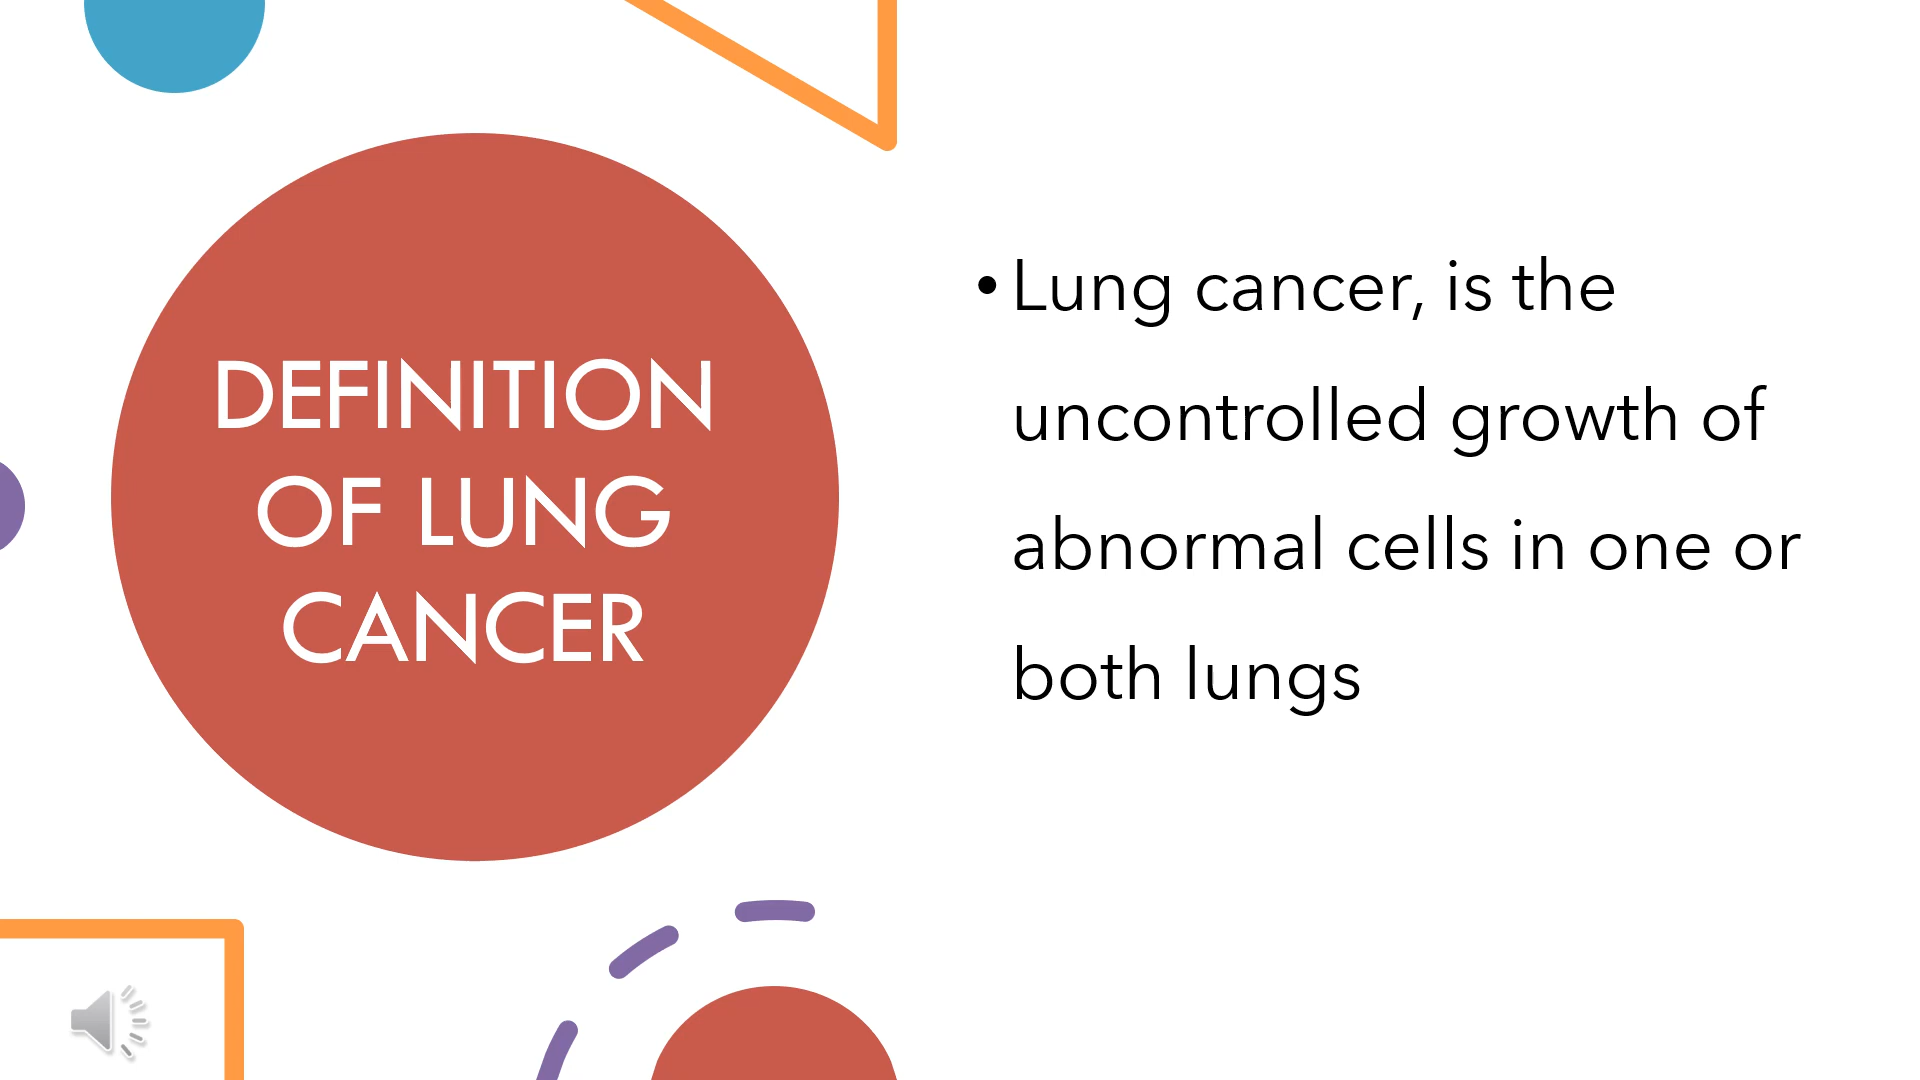 DEFINITION
OF LUNG
CANCER
• Lung cancer, is the
uncontrolled growth of
abnormal cells in one or
both lungs